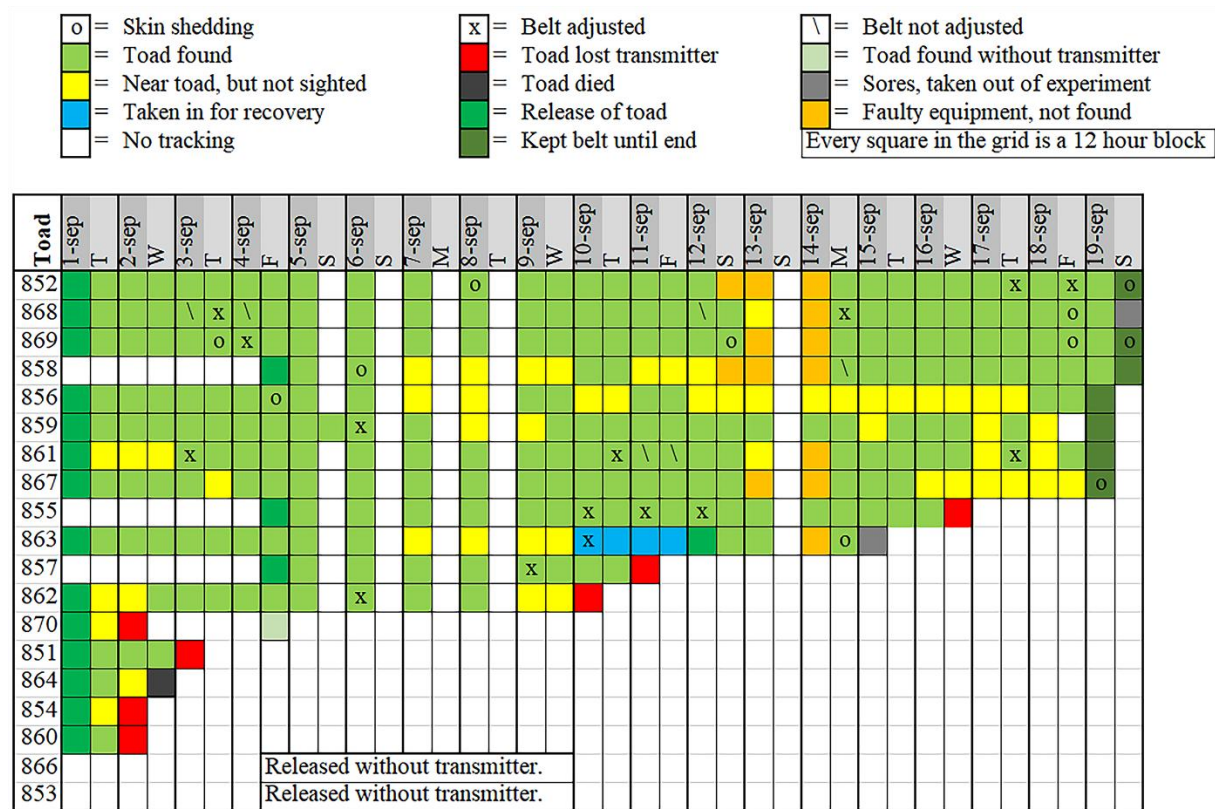 o = Skin shedding x = Belt adjusted \ = Belt not adjusted
= Toad found = Toad lost transmitter = Toad found without transmitter
= Near toad, but not sighted = Toad died = Sores, taken out of experiment
= Taken in for recovery = Release of toad = Faulty equipment, not found
= No tracking = Kept belt until end Every square in the grid is a 12 hour block
Toad 1-sep T 2-sep W 3-sep T 4-sep F 5-sep S 6-sep S 7-sep M 8-sep T 9-sep W 10-sep T 11-sep F 12-sep S 13-sep S 14-sep M 15-sep T 16-sep W 17-sep T 18-sep F 19-sep S
852 o x x o
868 \ x \ \ x o
869 o x o o o
858 o \
856 o
859 x
861 x x \ \ x
867 o
855 x x x
863 x o
857 x
862 x
870
851
864
854
860
866 Released without transmitter.
853 Released without transmitter.